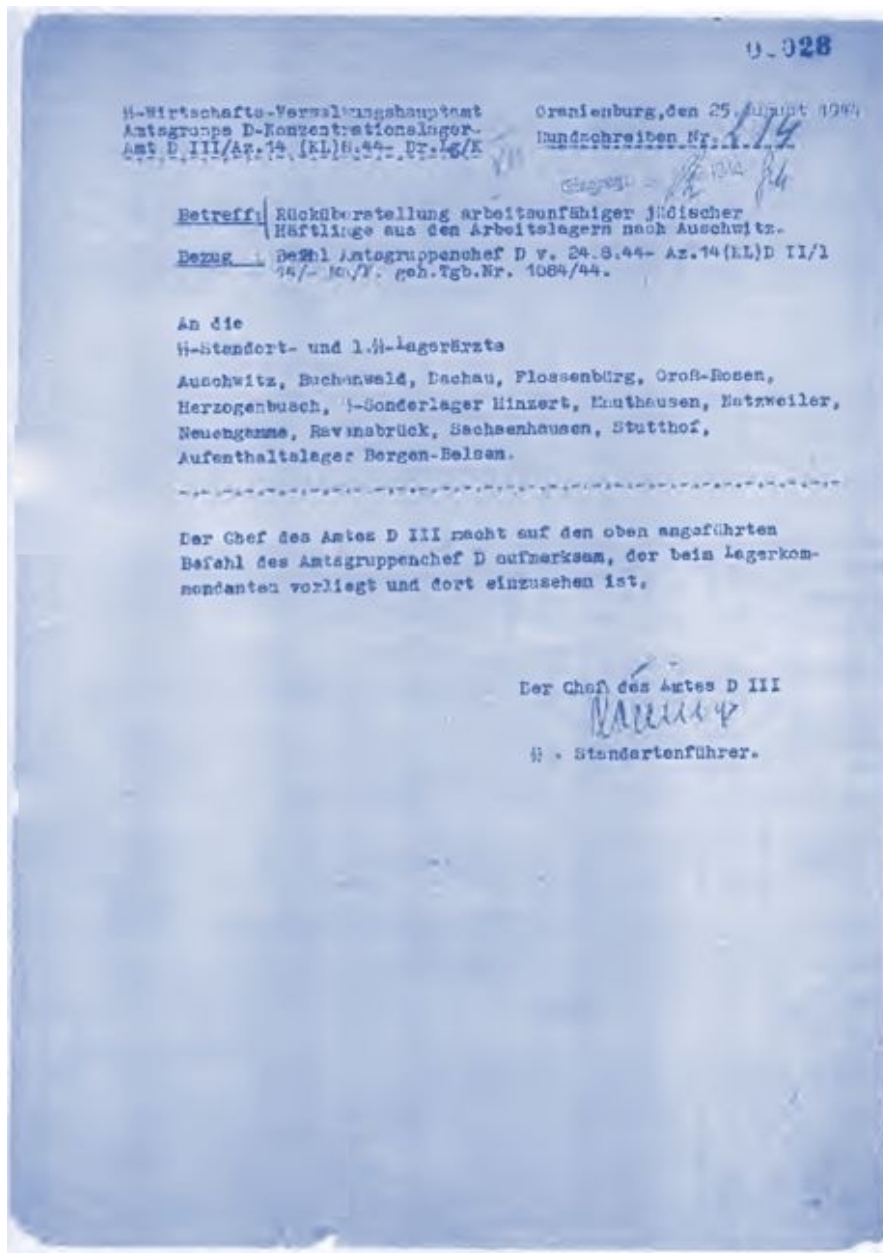 0-028
ᛋᛋ-Wirtschafts-Verwaltungshauptamt
Amtsgruppe D-Konzentrationslager-
Amt D III/Az.14 (KL)8.44- Dr.Lg/K
Oranienburg,den 25.August 1944
Rundschreiben Nr.
Betreff: Rücküberstellung arbeitsunfähiger jüdischer
Häftlinge aus den Arbeitslagern nach Auschwitz.
Bezug : Befehl Amtsgruppenchef D v. 24.8.44- Az.14(KL)D II/1
geh.Tgb.Nr. 1084/44.
An die
ᛋᛋ-Standort- und 1.ᛋᛋ-Lagerärzte
Auschwitz, Buchenwald, Dachau, Flossenbürg, Groß-Rosen,
Herzogenbusch, ᛋᛋ-Sonderlager Hinzert, Mauthausen, Natzweiler,
Neuengamme, Ravensbrück, Sachsenhausen, Stutthof,
Aufenthaltslager Bergen-Belsen.
Der Chef des Amtes D III macht auf den oben angeführten
Befehl des Amtsgruppenchef D aufmerksam, der beim Lagerkom-
mandanten vorliegt und dort einzusehen ist.
Der Chef des Amtes D III
ᛋᛋ - Standartenführer.